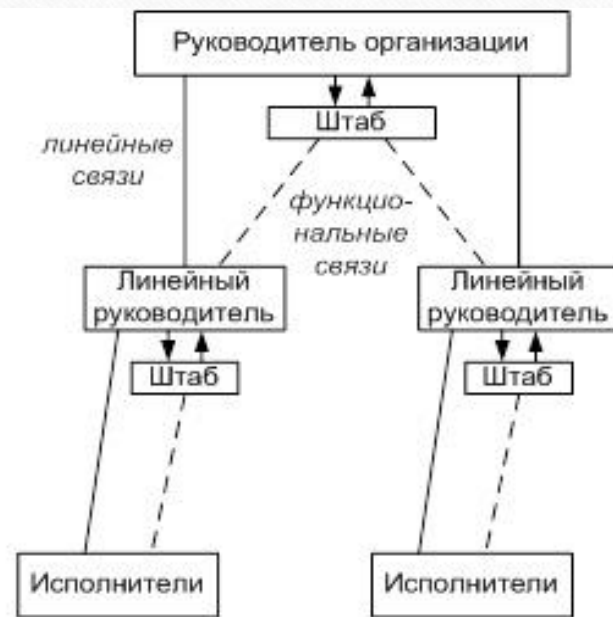 Руководитель организации
Штаб
линейные
связи
функцио-
нальные
связи
Линейный
руководитель
Линейный
руководитель
Штаб
Штаб
Исполнители
Исполнители